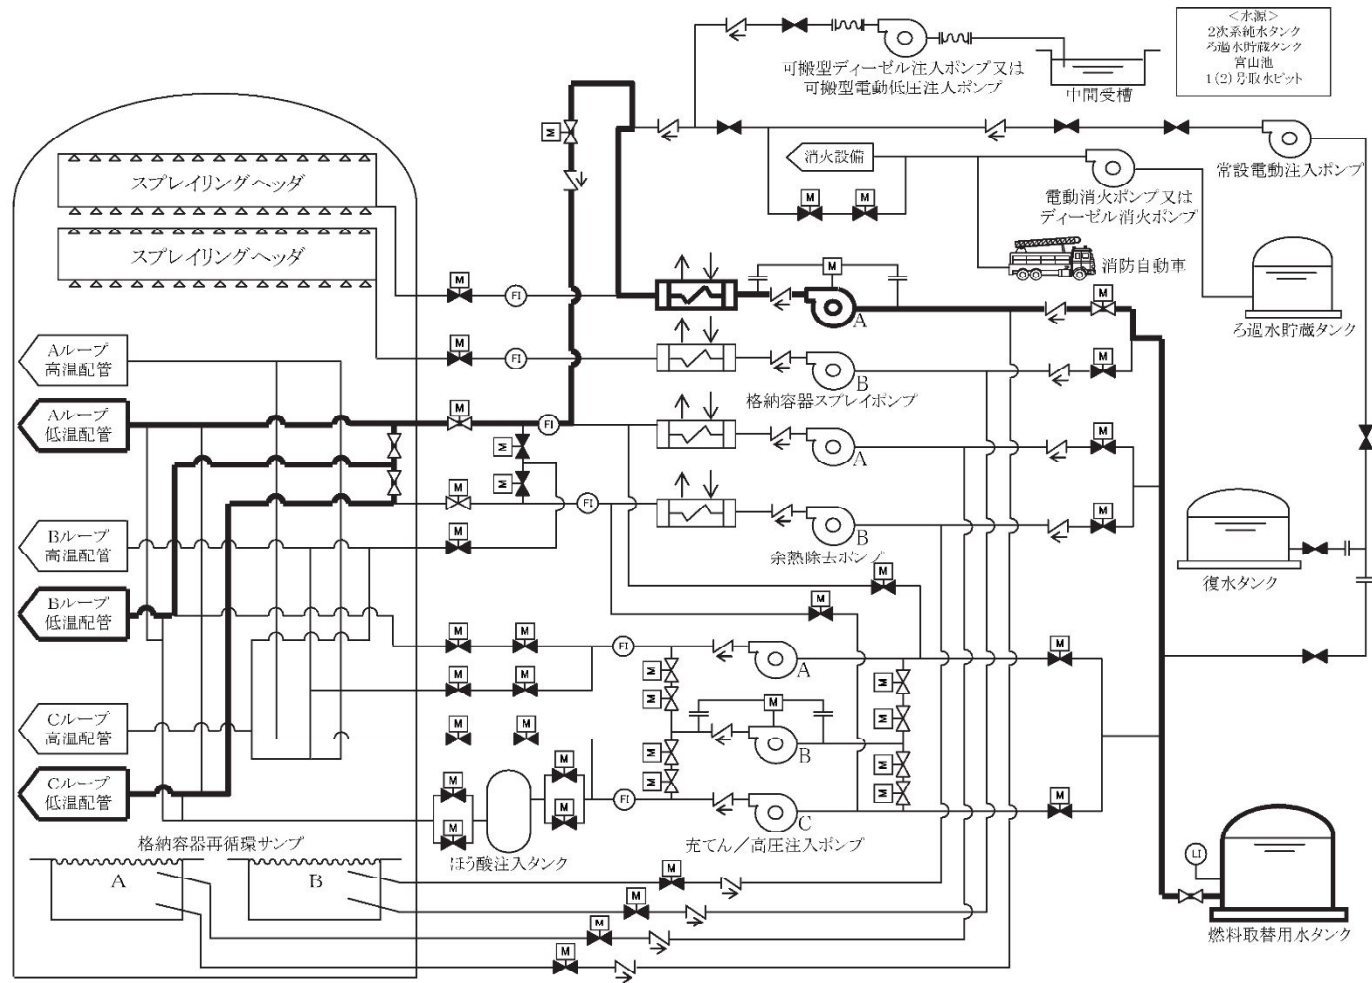 <水源>
2次系純水タンク
ろ過水貯蔵タンク
宮山池
1(2)号取水ピット
可搬型ディーゼル注入ポンプ又は
可搬型電動低圧注入ポンプ
中間受槽
常設電動注入ポンプ
消火設備
M
M
M
電動消火ポンプ又は
ディーゼル消火ポンプ
消防自動車
ろ過水貯蔵タンク
スプレイリングヘッダ
スプレイリングヘッダ
M
FI
M
A
M
M
FI
B
M
格納容器スプレイポンプ
Aループ
高温配管
Aループ
低温配管
M
FI
M
A
M
M
M
FI
B
M
余熱除去ポンプ
Bループ
高温配管
M
M
M
復水タンク
Bループ
低温配管
M
M
FI
A
M
M
M
M
M
M
M
M
M
M
B
M
M
M
M
M
Cループ
高温配管
Cループ
低温配管
M
M
M
M
FI
C
M
ほう酸注入タンク
充てん/高圧注入ポンプ
格納容器再循環サンプ
A
B
M
M
M
M
LI
燃料取替用水タンク